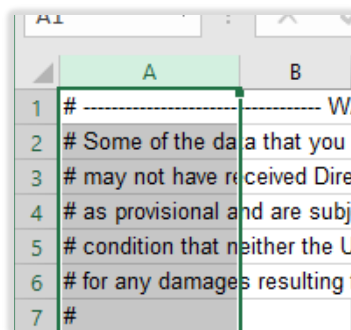 A1
A B
1 # ---------------------------------- WA
2 # Some of the data that you
3 # may not have received Dire
4 # as provisional and are subj
5 # condition that neither the U
6 # for any damages resulting
7 #